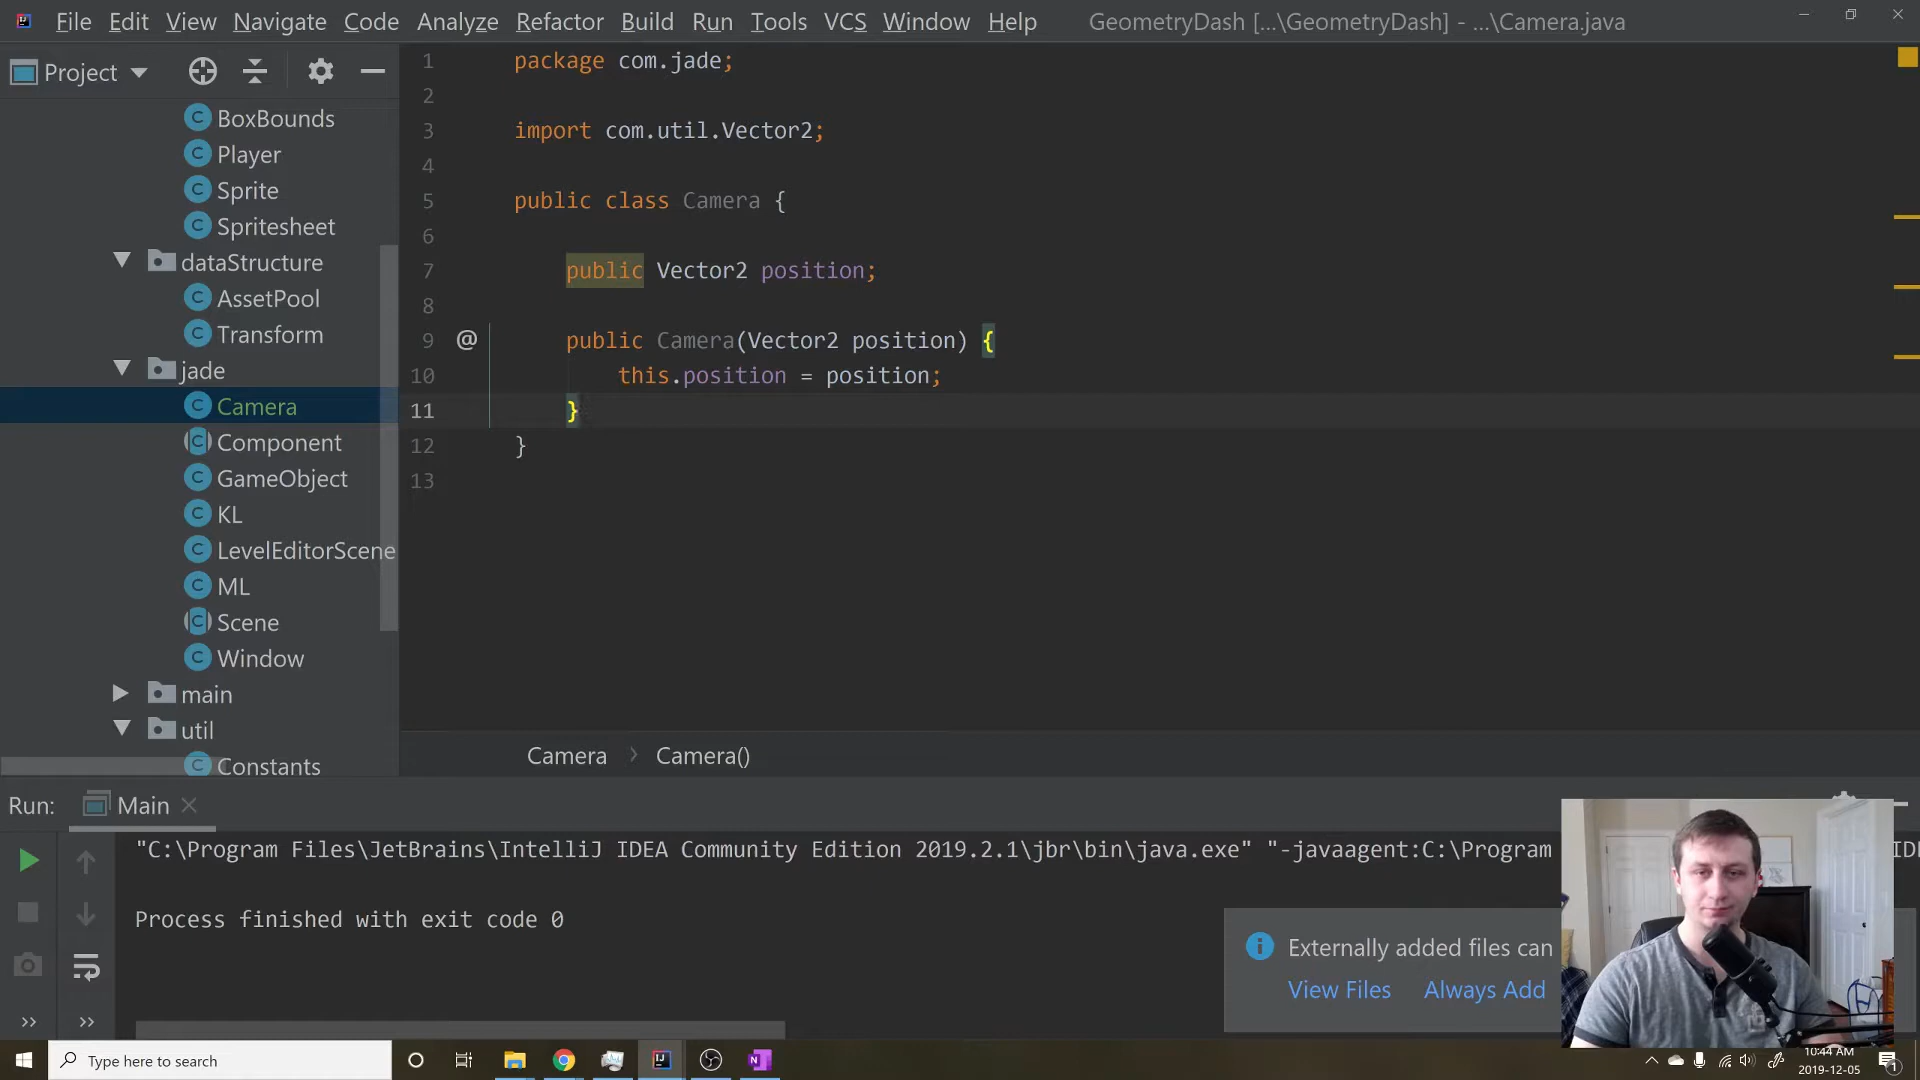 File Edit View Navigate Code Analyze Refactor Build Run Tools VCS Window Help GeometryDash [...\GeometryDash] - ...\Camera.java
Project
BoxBounds
Player
Sprite
Spritesheet
dataStructure
AssetPool
Transform
jade
Camera
Component
GameObject
KL
LevelEditorScene
ML
Scene
Window
main
util
Constants
1 package com.jade;
2
3 import com.util.Vector2;
4
5 public class Camera {
6
7 public Vector2 position;
8
9 @ public Camera(Vector2 position) {
10 this.position = position;
11 }
12 }
13
Camera > Camera()
Run: Main
"C:\Program Files\JetBrains\IntelliJ IDEA Community Edition 2019.2.1\jbr\bin\java.exe" "-javaagent:C:\Program
Process finished with exit code 0
Externally added files can
View Files Always Add
Type here to search
10:44 AM
2019-12-05